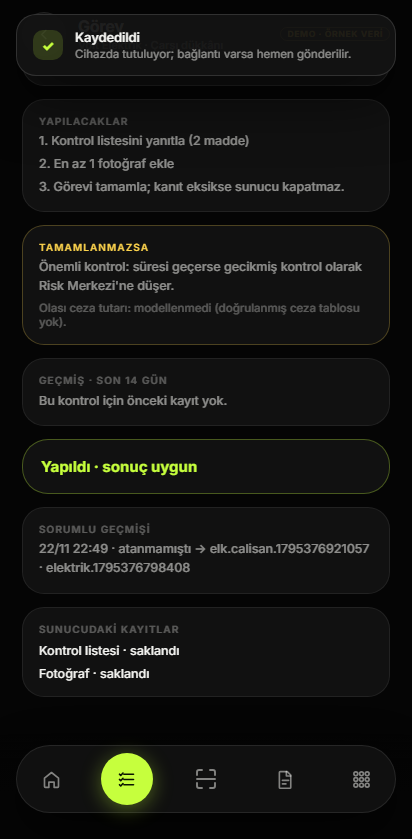 Görev
DEMO · ÖRNEK VERİ
Kaydedildi
Cihazda tutuluyor; bağlantı varsa hemen gönderilir.
YAPILACAKLAR
1. Kontrol listesini yanıtla (2 madde)
2. En az 1 fotoğraf ekle
3. Görevi tamamla; kanıt eksikse sunucu kapatmaz.
TAMAMLANMAZSA
Önemli kontrol: süresi geçerse gecikmiş kontrol olarak
Risk Merkezi'ne düşer.
Olası ceza tutarı: modellenmedi (doğrulanmış ceza tablosu
yok).
GEÇMİŞ · SON 14 GÜN
Bu kontrol için önceki kayıt yok.
Yapıldı · sonuç uygun
SORUMLU GEÇMİŞİ
22/11 22:49 · atanmamıştı → elk.calisan.1795376921057
· elektrik.1795376798408
SUNUCUDAKİ KAYITLAR
Kontrol listesi · saklandı
Fotoğraf · saklandı